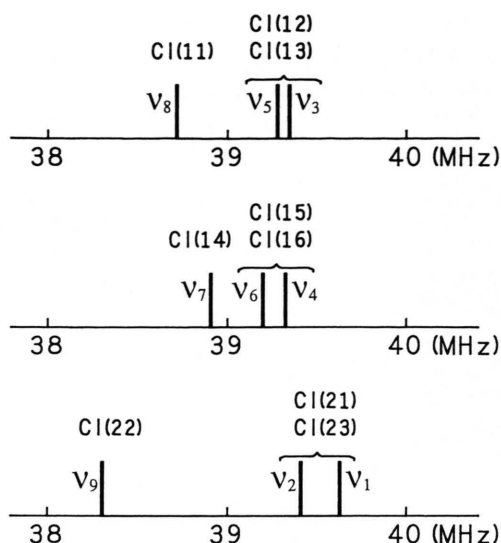 Cl(12)
Cl(11) Cl(13)
ν8 ν5 ν3
38 39 40 (MHz)
Cl(15)
Cl(14) Cl(16)
ν7 ν6 ν4
38 39 40 (MHz)
Cl(21)
Cl(22) Cl(23)
ν9 ν2 ν1
38 39 40 (MHz)